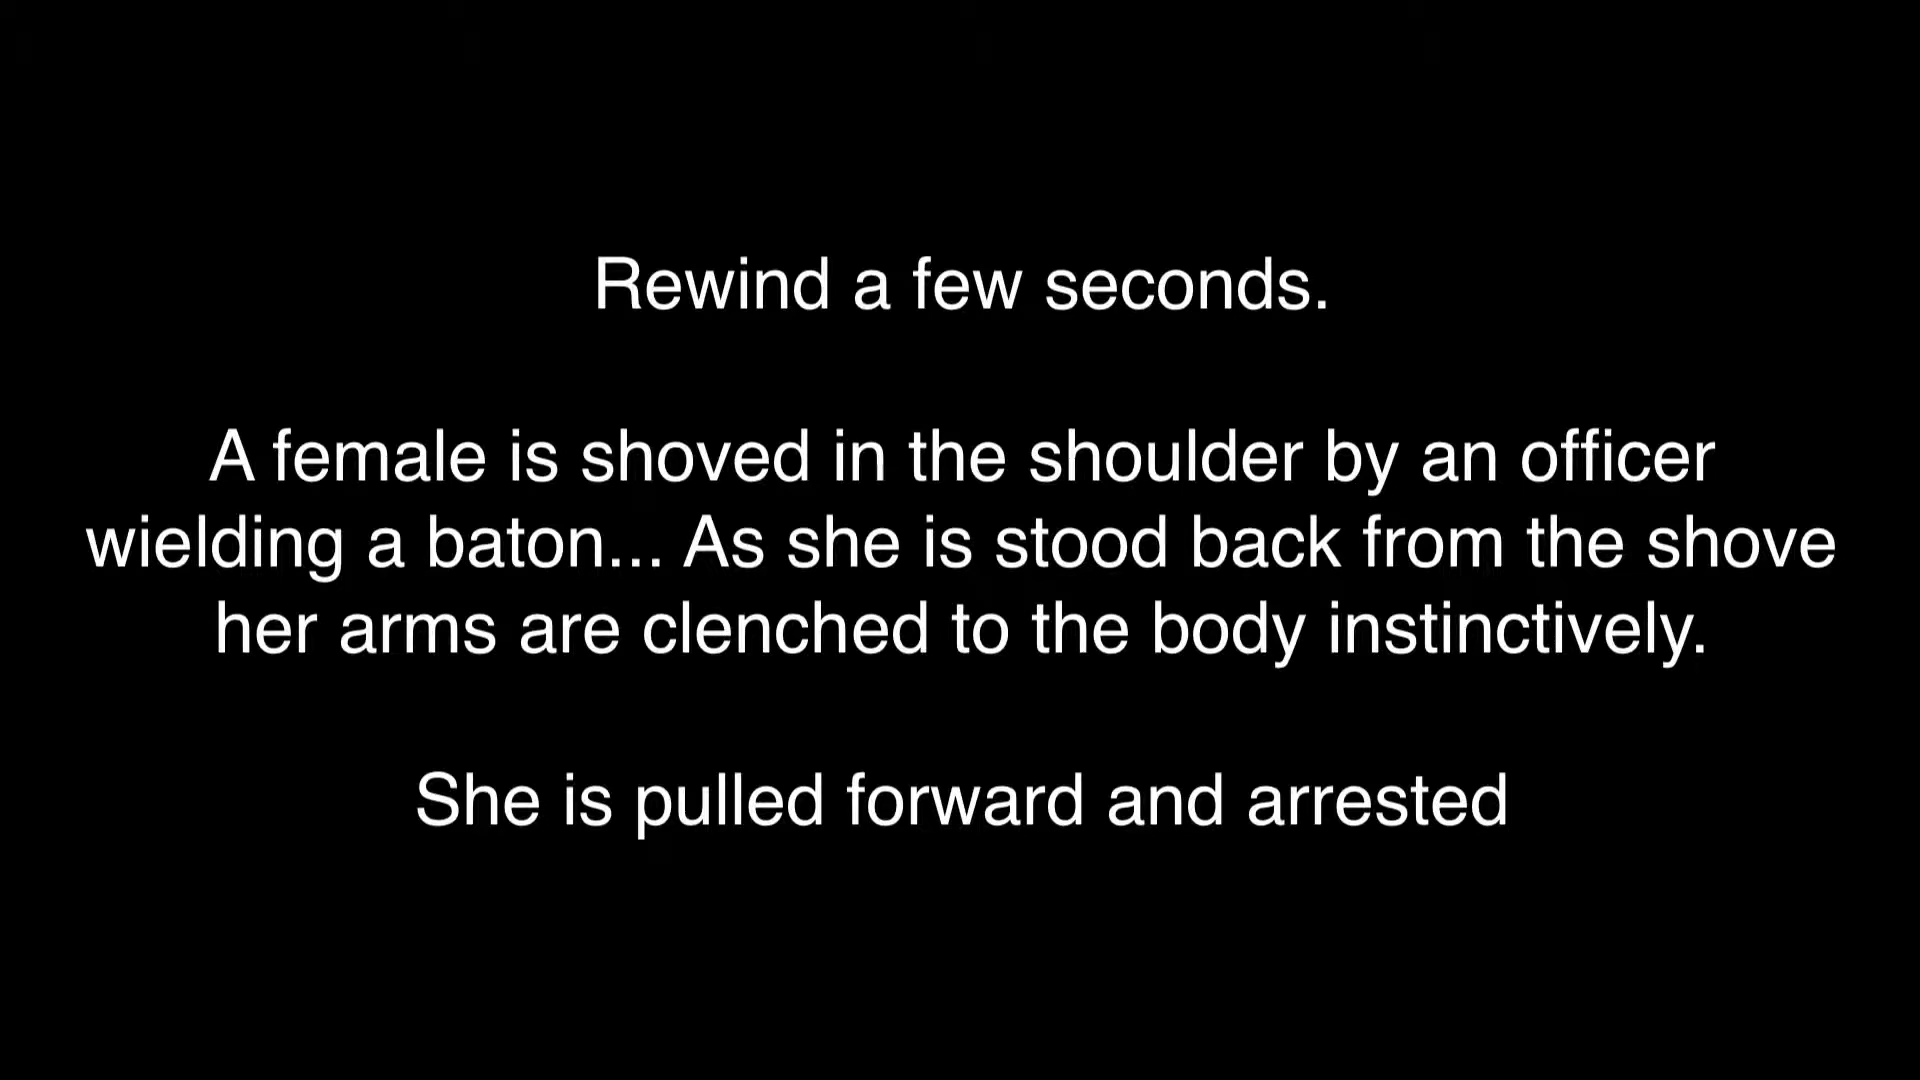 Rewind a few seconds.
A female is shoved in the shoulder by an officer
wielding a baton... As she is stood back from the shove
her arms are clenched to the body instinctively.
She is pulled forward and arrested